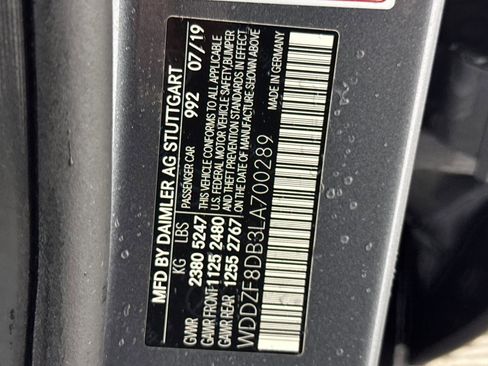 MFD BY DAIMLER AG STUTTGART
PASSENGER CAR 992 07/19
KG LBS
GVWR 2380 5247
GAWR FRONT 1125 2480
GAWR REAR 1255 2767
THIS VEHICLE CONFORMS TO ALL APPLICABLE
U.S. FEDERAL MOTOR VEHICLE SAFETY, BUMPER
AND THEFT PREVENTION STANDARDS IN EFFECT
ON THE DATE OF MANUFACTURE SHOWN ABOVE
WDDZF8DB3LA700289 MADE IN GERMANY